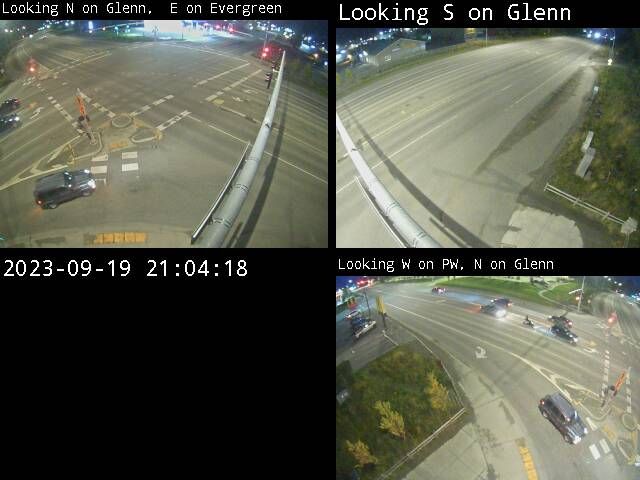 Looking N on Glenn, E on Evergreen
Looking S on Glenn
2023-09-19 21:04:18
Looking W on PW, N on Glenn